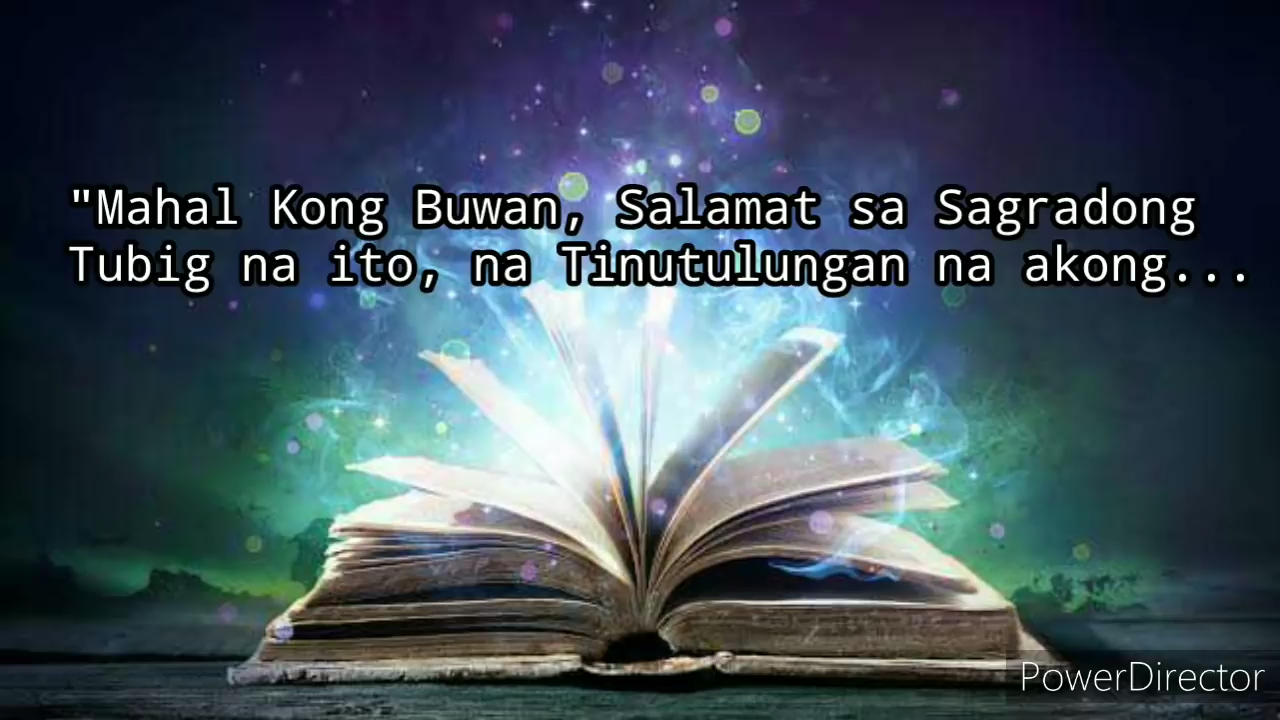 "Mahal Kong Buwan, Salamat sa Sagradong
Tubig na ito, na Tinutulungan na akong...
PowerDirector